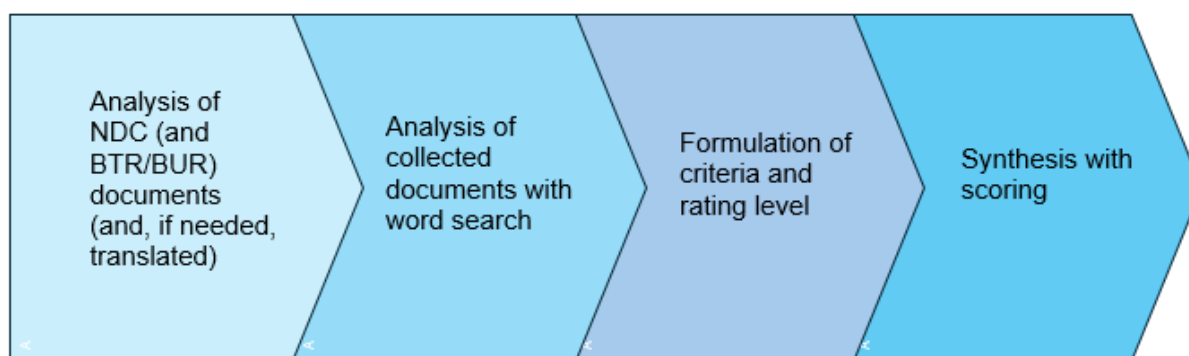 Analysis of
NDC (and
BTR/BUR)
documents
(and, if needed,
translated)
Analysis of
collected
documents with
word search
Formulation of
criteria and
rating level
Synthesis with
scoring
A
A
A
A